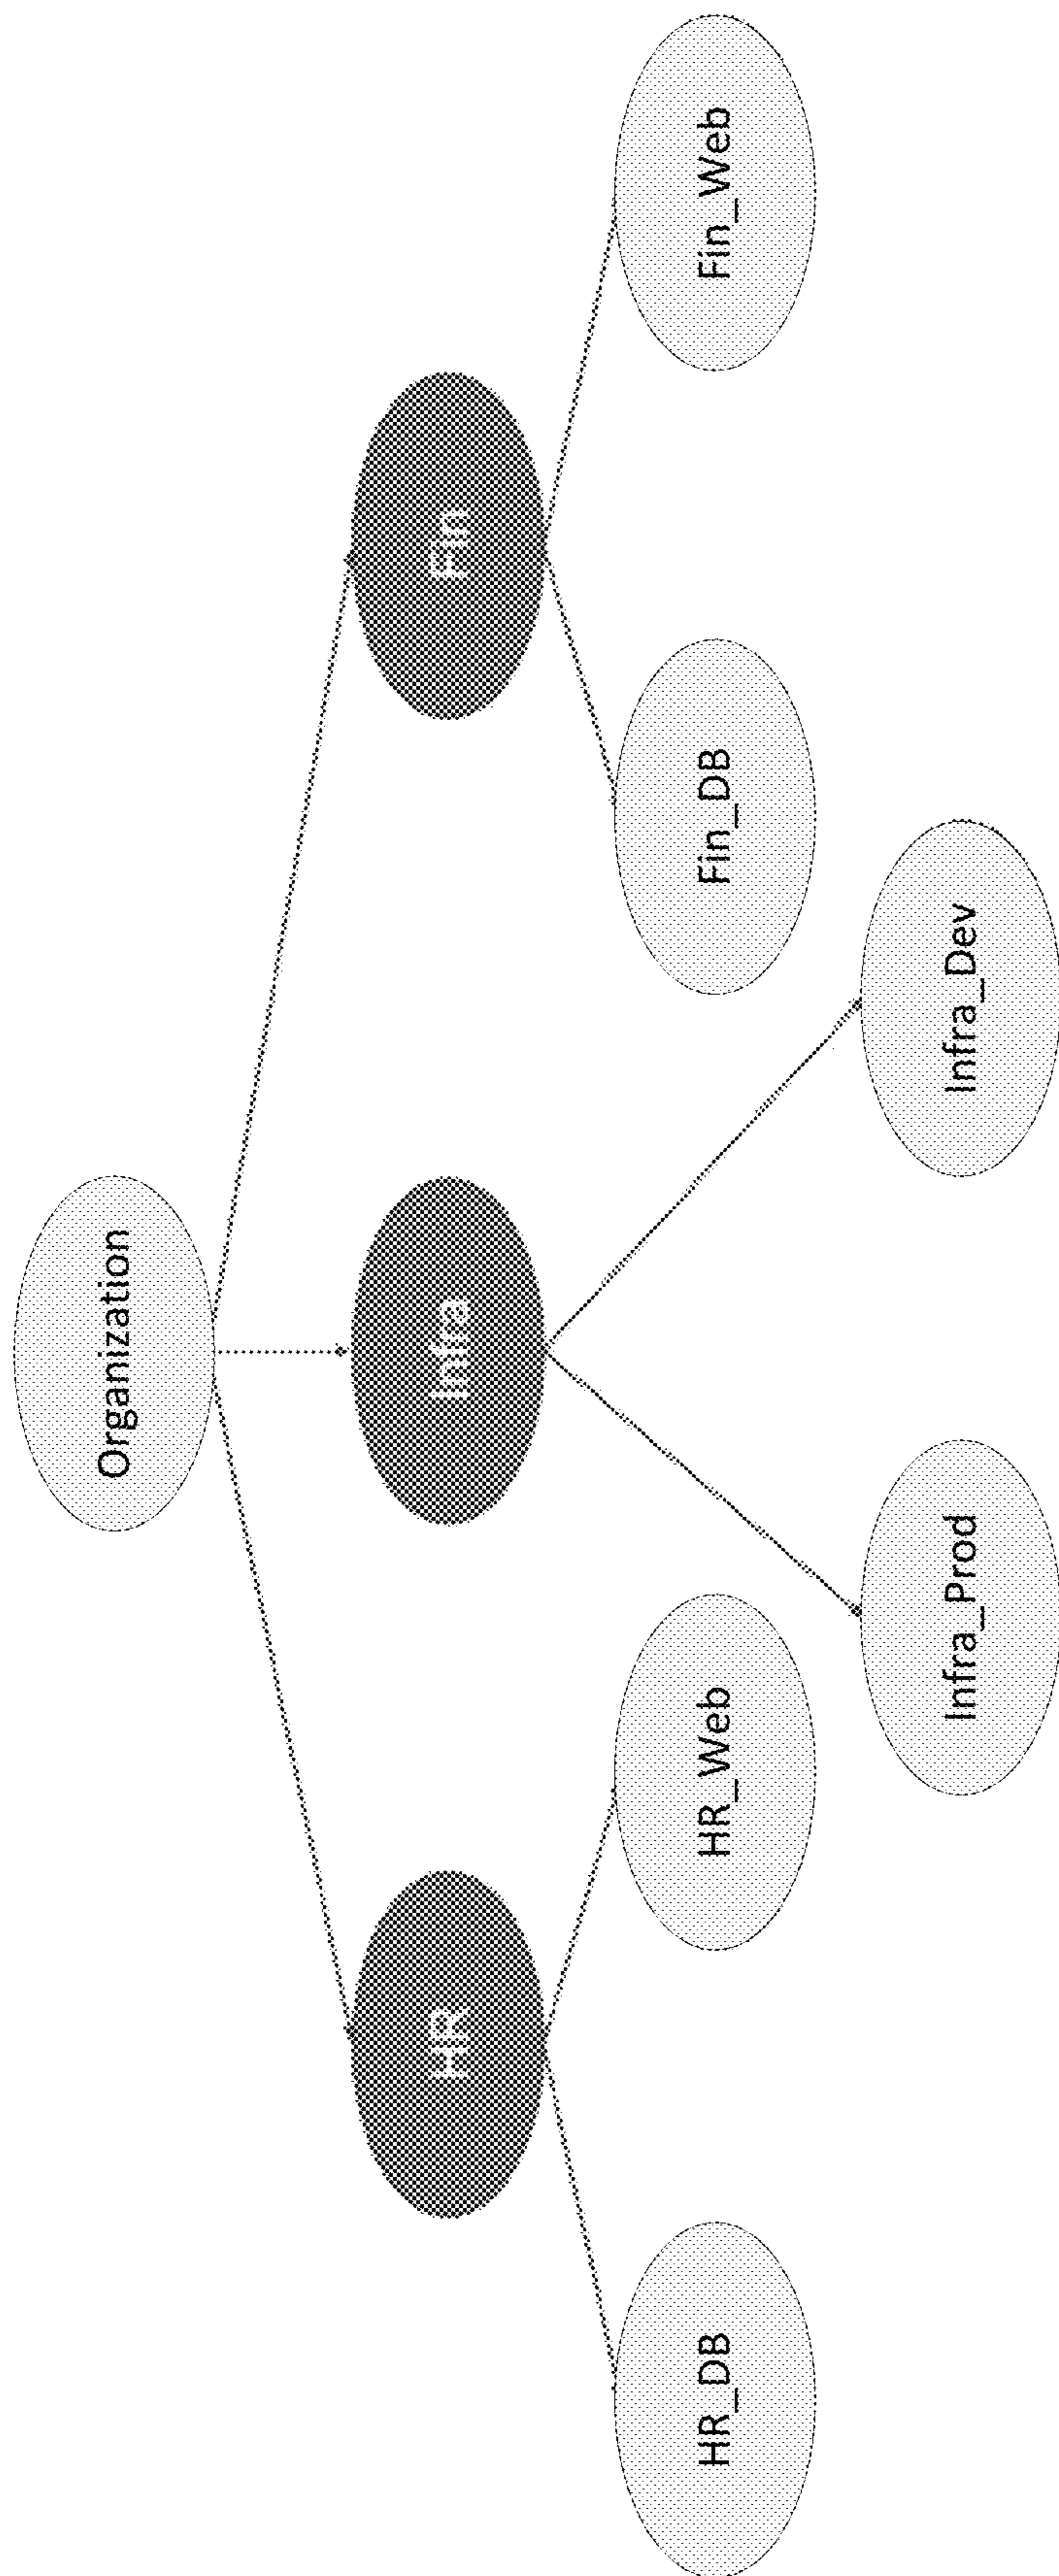 Organization
HR
Infra
Fin
HR_DB
HR_Web
Fin_DB
Fin_Web
Infra_Prod
Infra_Dev